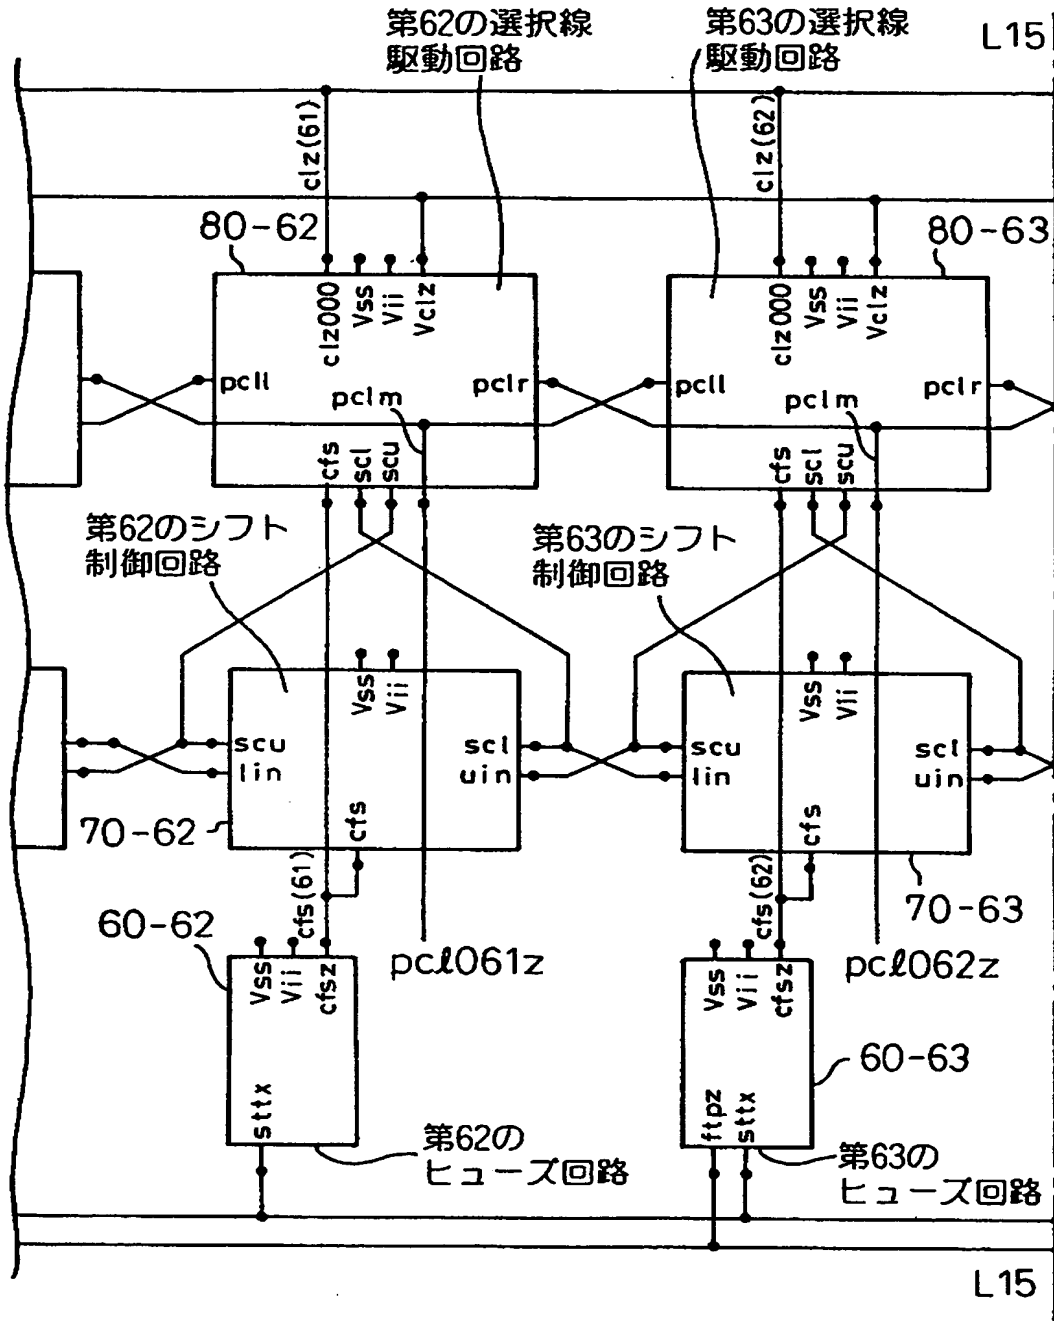 第62の選択線
駆動回路
第63の選択線
駆動回路
L15
clz(61)
clz(62)
80-62
80-63
clz000
Vss
Vii
Vclz
clz000
Vss
Vii
Vclz
pcll
pclr
pclm
pcll
pclr
pclm
cfs
scl
scu
cfs
scl
scu
第62のシフト
制御回路
第63のシフト
制御回路
Vss
Vii
Vss
Vii
scu
lin
scl
uin
scu
lin
scl
uin
cfs
cfs
70-62
70-63
cfs(61)
cfs(62)
60-62
pcl061z
pcl062z
Vss
Vii
cfsz
Vss
Vii
cfsz
60-63
sttx
ftpz
sttx
第62の
ヒューズ回路
第63の
ヒューズ回路
L15